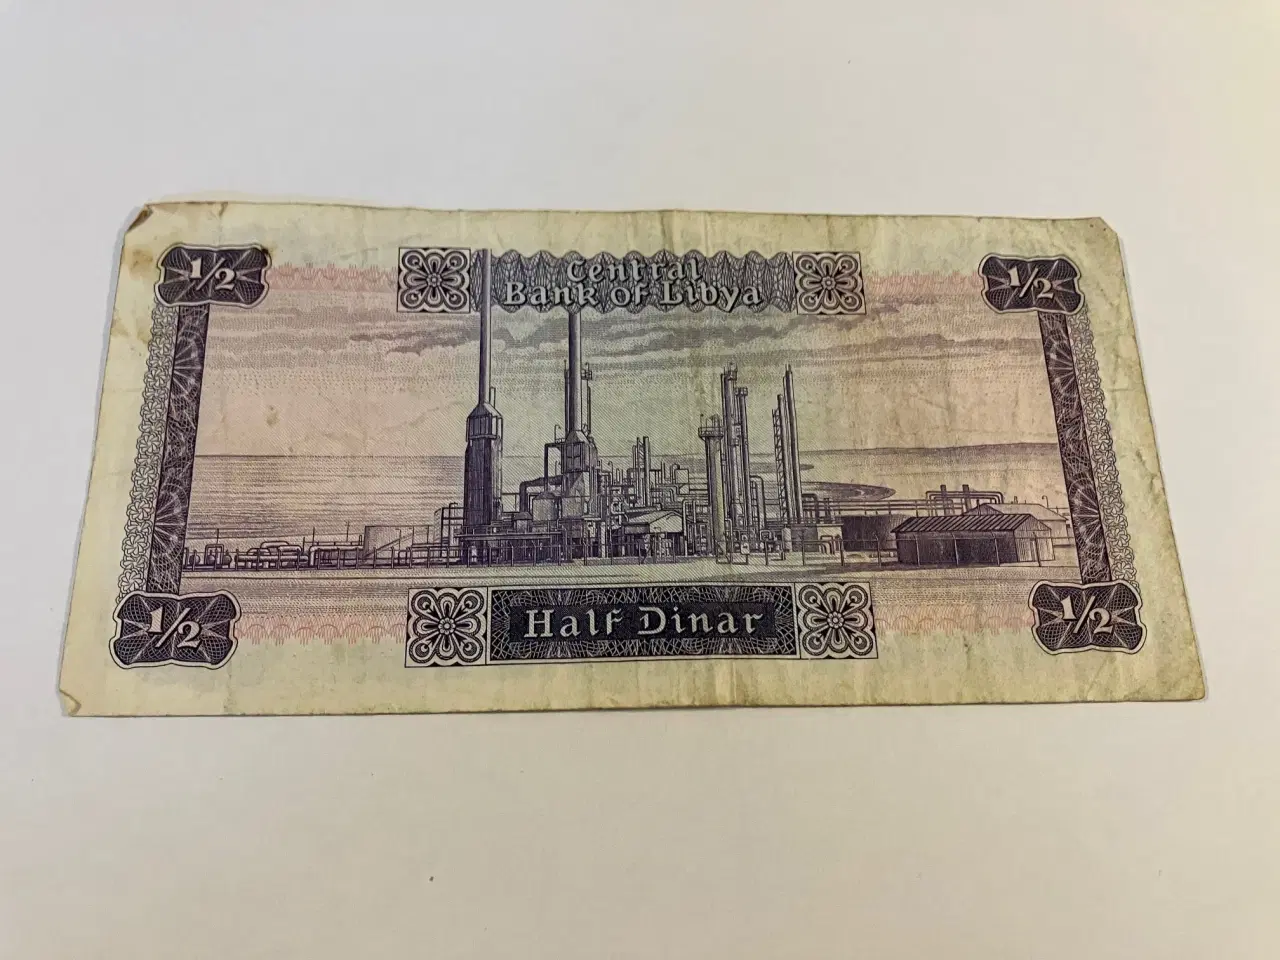 1/2
Central
Bank of Libya
1/2
1/2
Half Dinar
1/2